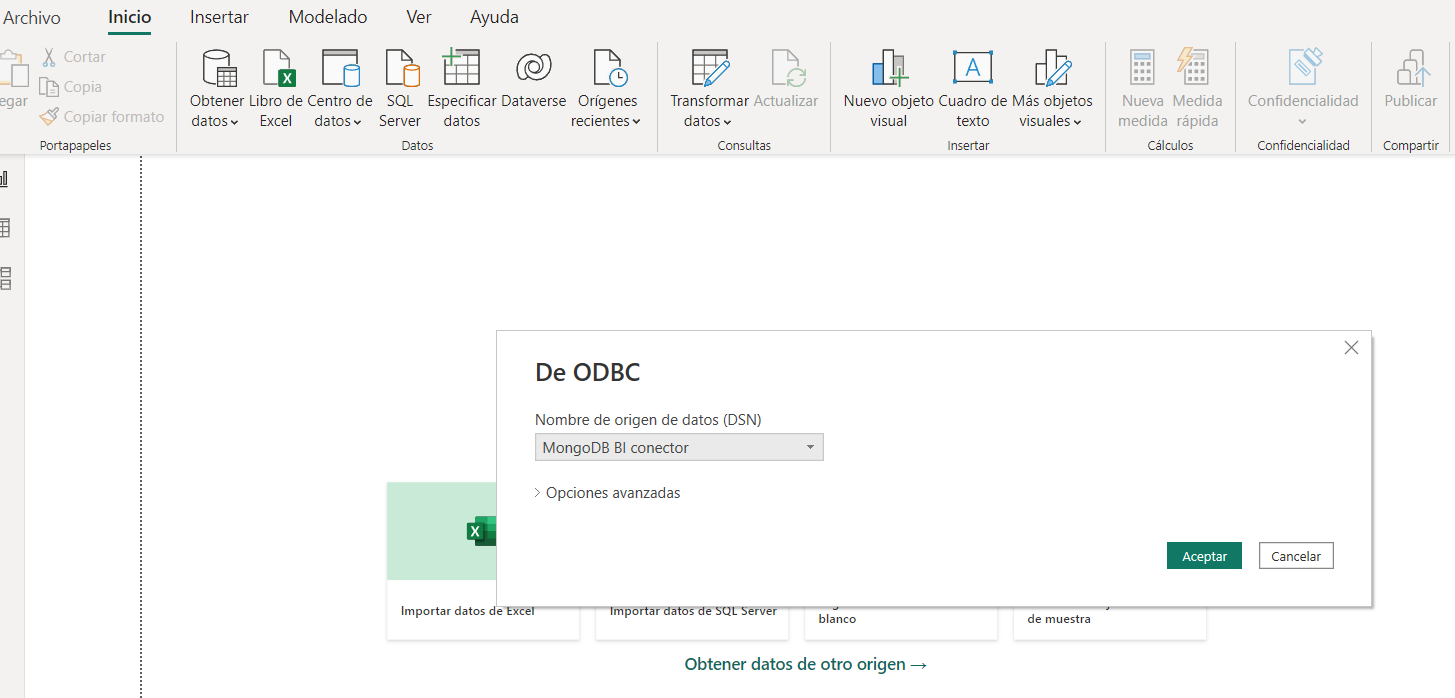 Archivo
Inicio
Insertar
Modelado
Ver
Ayuda
egar
Cortar
Copia
Copiar formato
Portapapeles
Obtener
datos
Libro de
Excel
Centro de
datos
SQL
Server
Especificar
datos
Dataverse
Orígenes
recientes
Datos
Transformar
datos
Actualizar
Consultas
Nuevo objeto
visual
Cuadro de
texto
A
Más objetos
visuales
Insertar
Nueva
medida
Medida
rápida
Cálculos
Confidencialidad
Confidencialidad
Publicar
Compartir
De ODBC
Nombre de origen de datos (DSN)
MongoDB BI conector
Opciones avanzadas
Aceptar
Cancelar
Importar datos de Excel
Importar datos de SQL Server
blanco
de muestra
Obtener datos de otro origen →